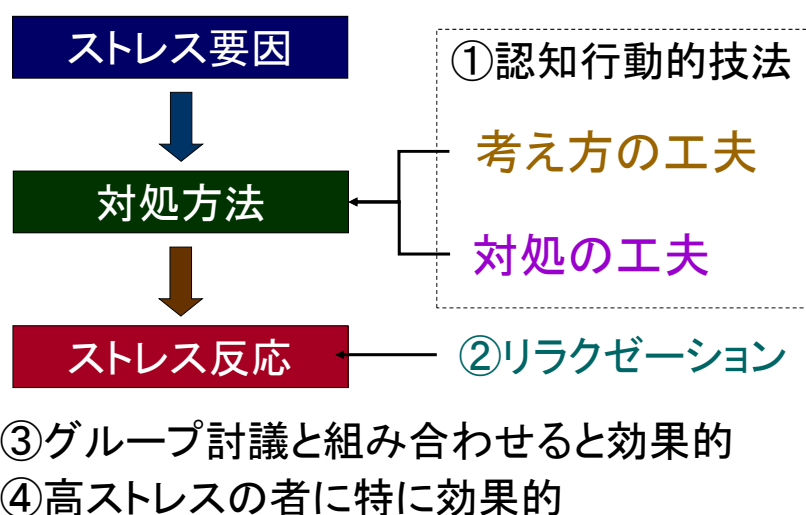 ストレス要因
①認知行動的技法
考え方の工夫
対処方法
対処の工夫
ストレス反応
②リラクゼーション
③グループ討議と組み合わせると効果的
④高ストレスの者に特に効果的